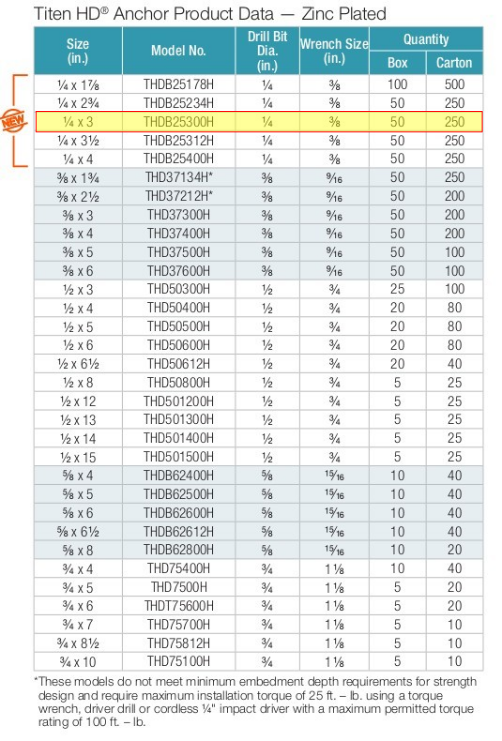 Titen HD® Anchor Product Data — Zinc Plated
Size (in.) Model No. Drill Bit Dia. (in.) Wrench Size (in.) Quantity
Box Carton
¼ x 1⅞ THDB25178H ¼ ⅜ 100 500
¼ x 2¾ THDB25234H ¼ ⅜ 50 250
NEW ¼ x 3 THDB25300H ¼ ⅜ 50 250
¼ x 3½ THDB25312H ¼ ⅜ 50 250
¼ x 4 THDB25400H ¼ ⅜ 50 250
⅜ x 1¾ THD37134H* ⅜ 9/16 50 250
⅜ x 2½ THD37212H* ⅜ 9/16 50 200
⅜ x 3 THD37300H ⅜ 9/16 50 200
⅜ x 4 THD37400H ⅜ 9/16 50 200
⅜ x 5 THD37500H ⅜ 9/16 50 100
⅜ x 6 THD37600H ⅜ 9/16 50 100
½ x 3 THD50300H ½ ¾ 25 100
½ x 4 THD50400H ½ ¾ 20 80
½ x 5 THD50500H ½ ¾ 20 80
½ x 6 THD50600H ½ ¾ 20 80
½ x 6½ THD50612H ½ ¾ 20 40
½ x 8 THD50800H ½ ¾ 5 25
½ x 12 THD501200H ½ ¾ 5 25
½ x 13 THD501300H ½ ¾ 5 25
½ x 14 THD501400H ½ ¾ 5 25
½ x 15 THD501500H ½ ¾ 5 25
⅝ x 4 THDB62400H ⅝ 15/16 10 40
⅝ x 5 THDB62500H ⅝ 15/16 10 40
⅝ x 6 THDB62600H ⅝ 15/16 10 40
⅝ x 6½ THDB62612H ⅝ 15/16 10 40
⅝ x 8 THDB62800H ⅝ 15/16 10 20
¾ x 4 THD75400H ¾ 1⅛ 10 40
¾ x 5 THD7500H ¾ 1⅛ 5 20
¾ x 6 THDT75600H ¾ 1⅛ 5 20
¾ x 7 THD75700H ¾ 1⅛ 5 10
¾ x 8½ THD75812H ¾ 1⅛ 5 10
¾ x 10 THD75100H ¾ 1⅛ 5 10
*These models do not meet minimum embedment depth requirements for strength
design and require maximum installation torque of 25 ft. – lb. using a torque
wrench, driver drill or cordless ¼" impact driver with a maximum permitted torque
rating of 100 ft. – lb.